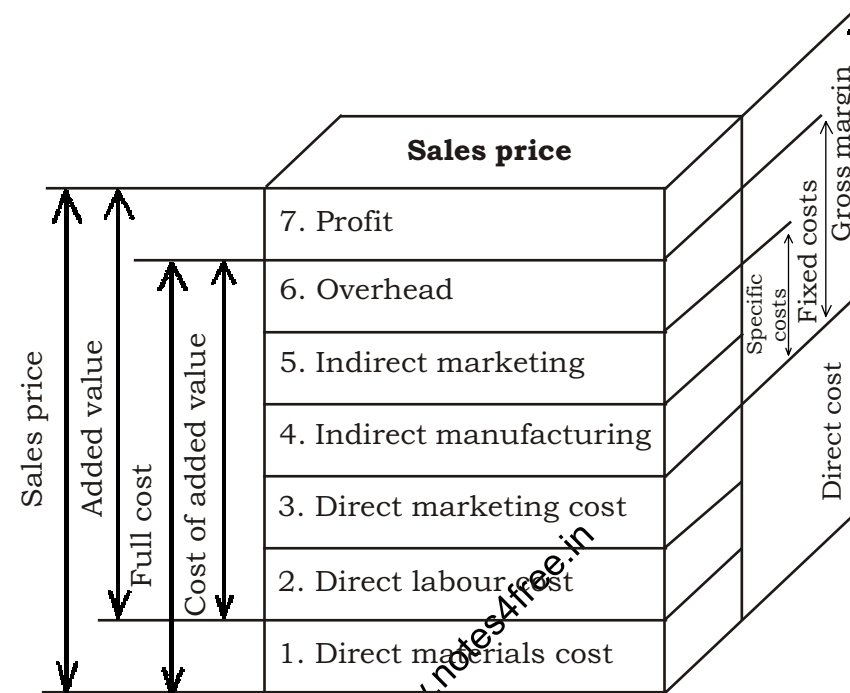 Sales price
7. Profit
6. Overhead
5. Indirect marketing
4. Indirect manufacturing
3. Direct marketing cost
2. Direct labour cost
1. Direct materials cost
Sales price
Added value
Full cost
Cost of added value
Specific
costs
Fixed costs
Gross margin
Direct cost
.notes4free.in